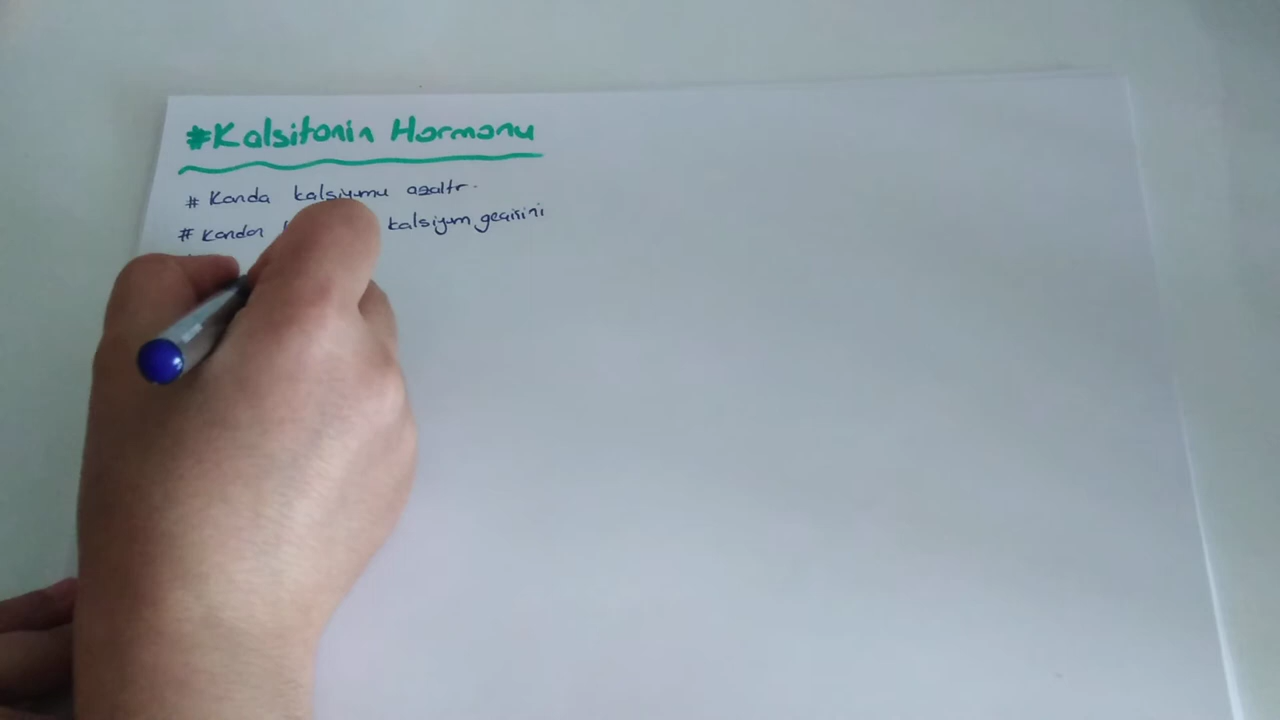 #Kalsitonin Hormonu
# Kanda kalsiyumu azaltır.
# Kandan kalsiyum geçişini